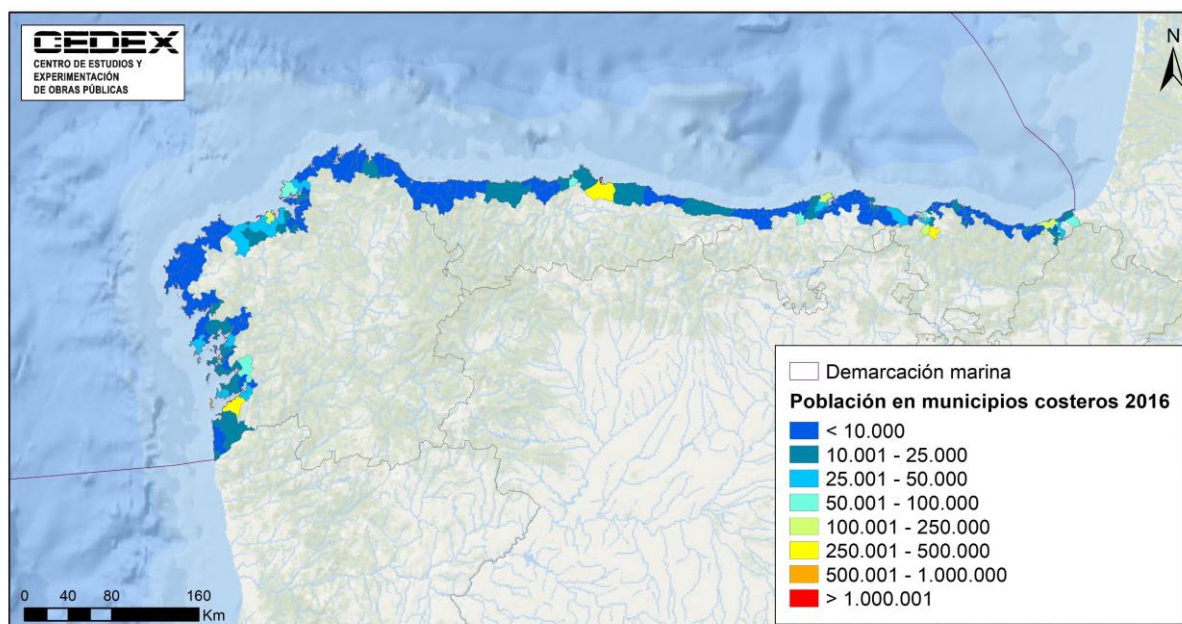 CEDEX
CENTRO DE ESTUDIOS Y
EXPERIMENTACIÓN
DE OBRAS PÚBLICAS
N
Demarcación marina
Población en municipios costeros 2016
< 10.000
10.001 - 25.000
25.001 - 50.000
50.001 - 100.000
100.001 - 250.000
250.001 - 500.000
500.001 - 1.000.000
> 1.000.001
0 40 80 160
Km